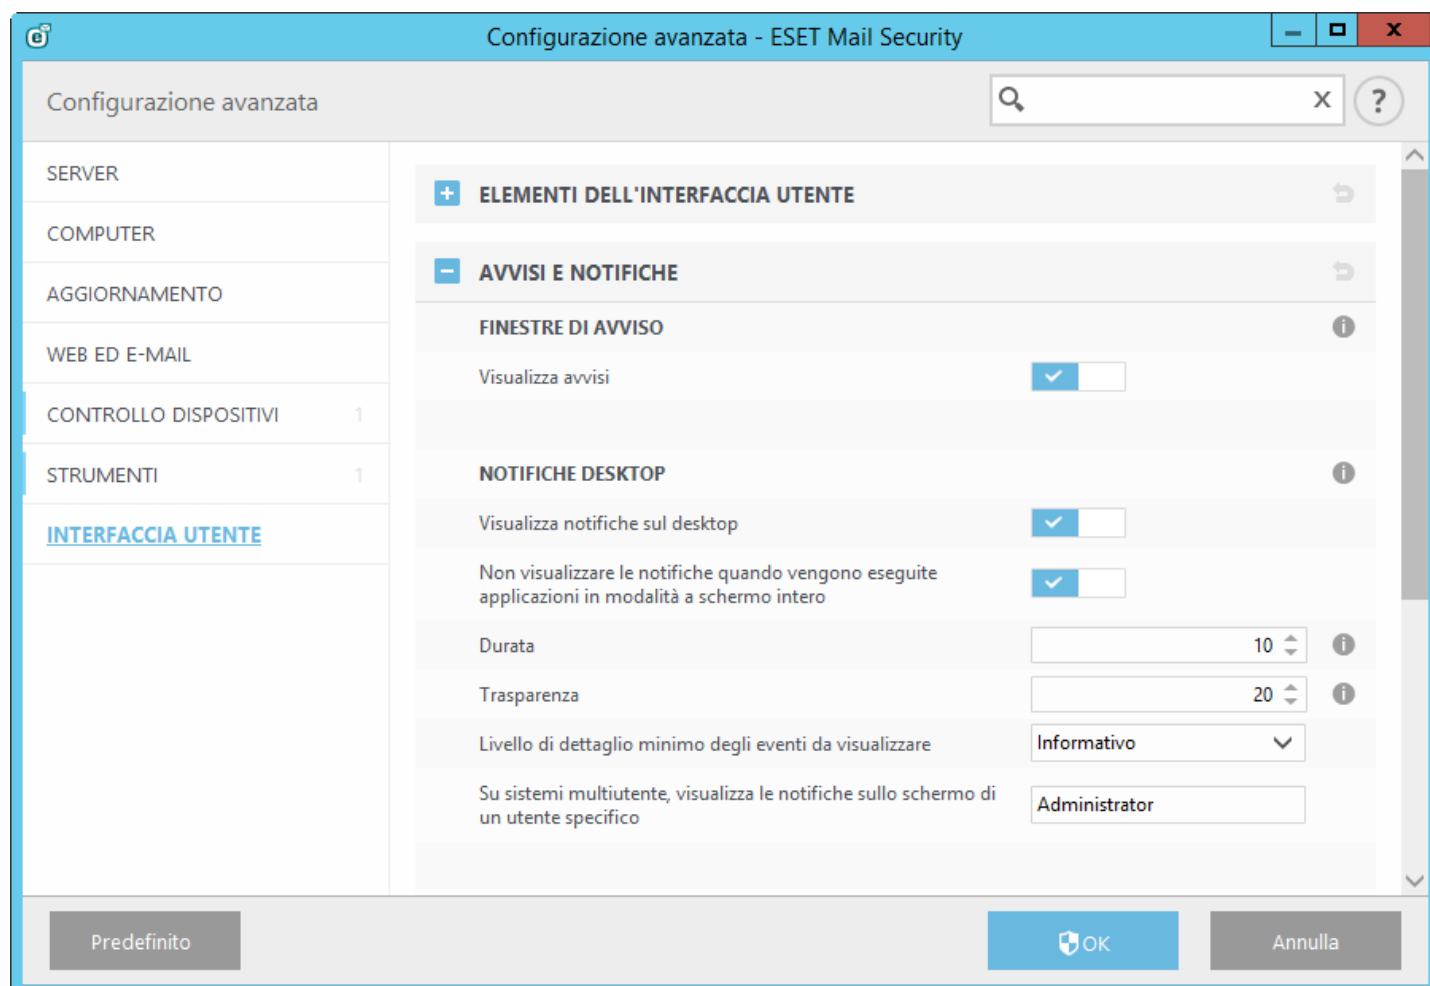 Configurazione avanzata - ESET Mail Security
Configurazione avanzata
SERVER
COMPUTER
AGGIORNAMENTO
WEB ED E-MAIL
CONTROLLO DISPOSITIVI 1
STRUMENTI 1
INTERFACCIA UTENTE
ELEMENTI DELL'INTERFACCIA UTENTE
AVVISI E NOTIFICHE
FINESTRE DI AVVISO
Visualizza avvisi
NOTIFICHE DESKTOP
Visualizza notifiche sul desktop
Non visualizzare le notifiche quando vengono eseguite
applicazioni in modalità a schermo intero
Durata 10
Trasparenza 20
Livello di dettaglio minimo degli eventi da visualizzare Informativo
Su sistemi multiutente, visualizza le notifiche sullo schermo di
un utente specifico
Administrator
Predefinito
OK
Annulla